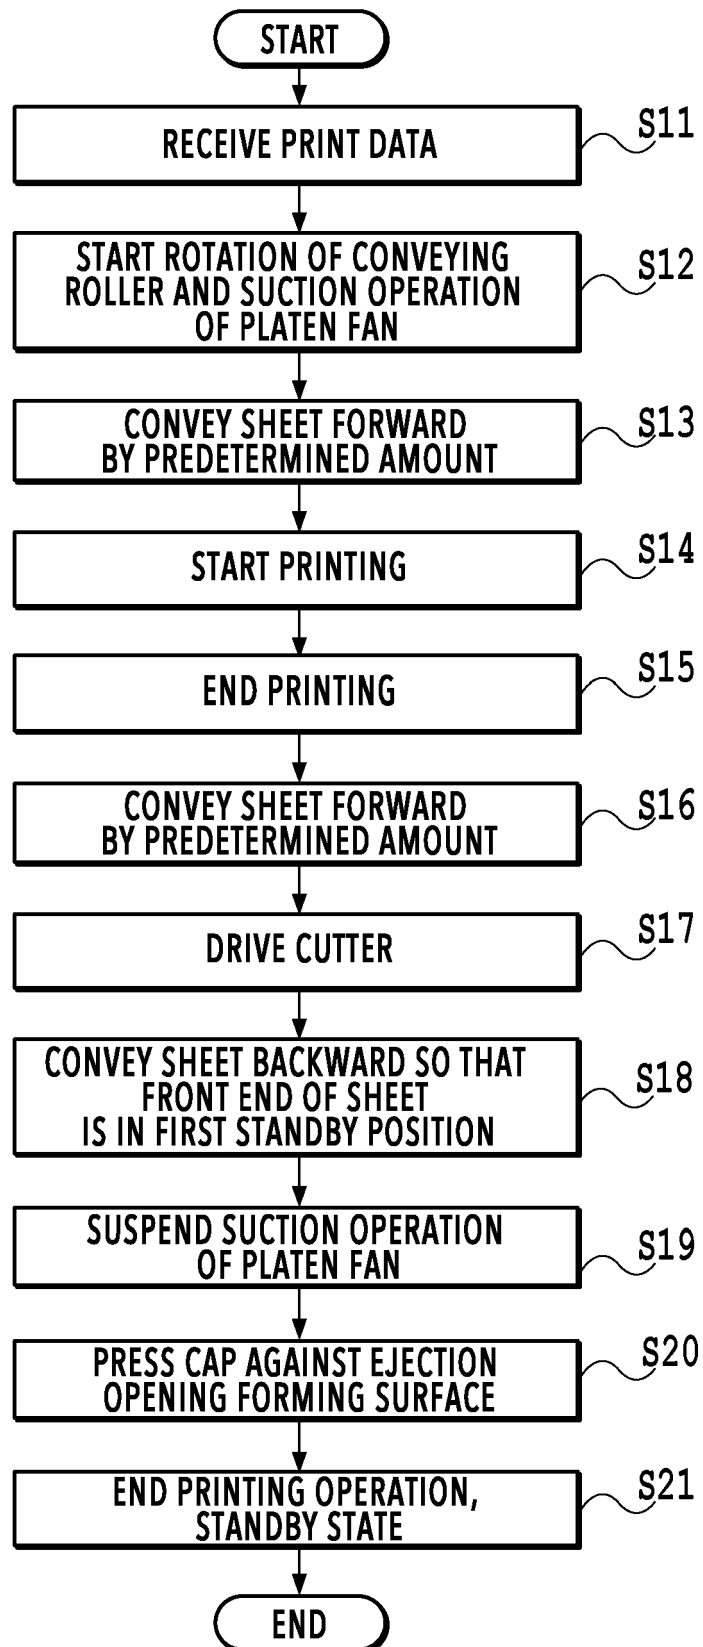 START
RECEIVE PRINT DATA
S11
START ROTATION OF CONVEYING
ROLLER AND SUCTION OPERATION
OF PLATEN FAN
S12
CONVEY SHEET FORWARD
BY PREDETERMINED AMOUNT
S13
START PRINTING
S14
END PRINTING
S15
CONVEY SHEET FORWARD
BY PREDETERMINED AMOUNT
S16
DRIVE CUTTER
S17
CONVEY SHEET BACKWARD SO THAT
FRONT END OF SHEET
IS IN FIRST STANDBY POSITION
S18
SUSPEND SUCTION OPERATION
OF PLATEN FAN
S19
PRESS CAP AGAINST EJECTION
OPENING FORMING SURFACE
S20
END PRINTING OPERATION,
STANDBY STATE
S21
END